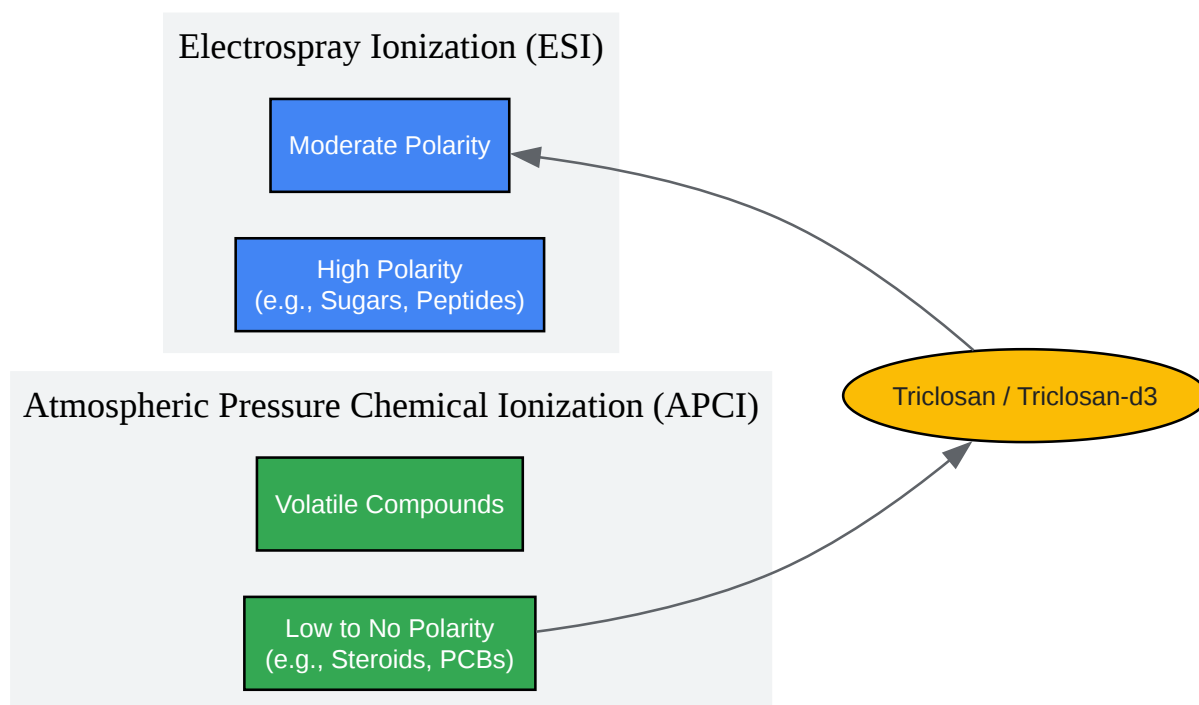 Electrospray Ionization (ESI)
Moderate Polarity
High Polarity
(e.g., Sugars, Peptides)
Triclosan / Triclosan-d3
Atmospheric Pressure Chemical Ionization (APCI)
Volatile Compounds
Low to No Polarity
(e.g., Steroids, PCBs)